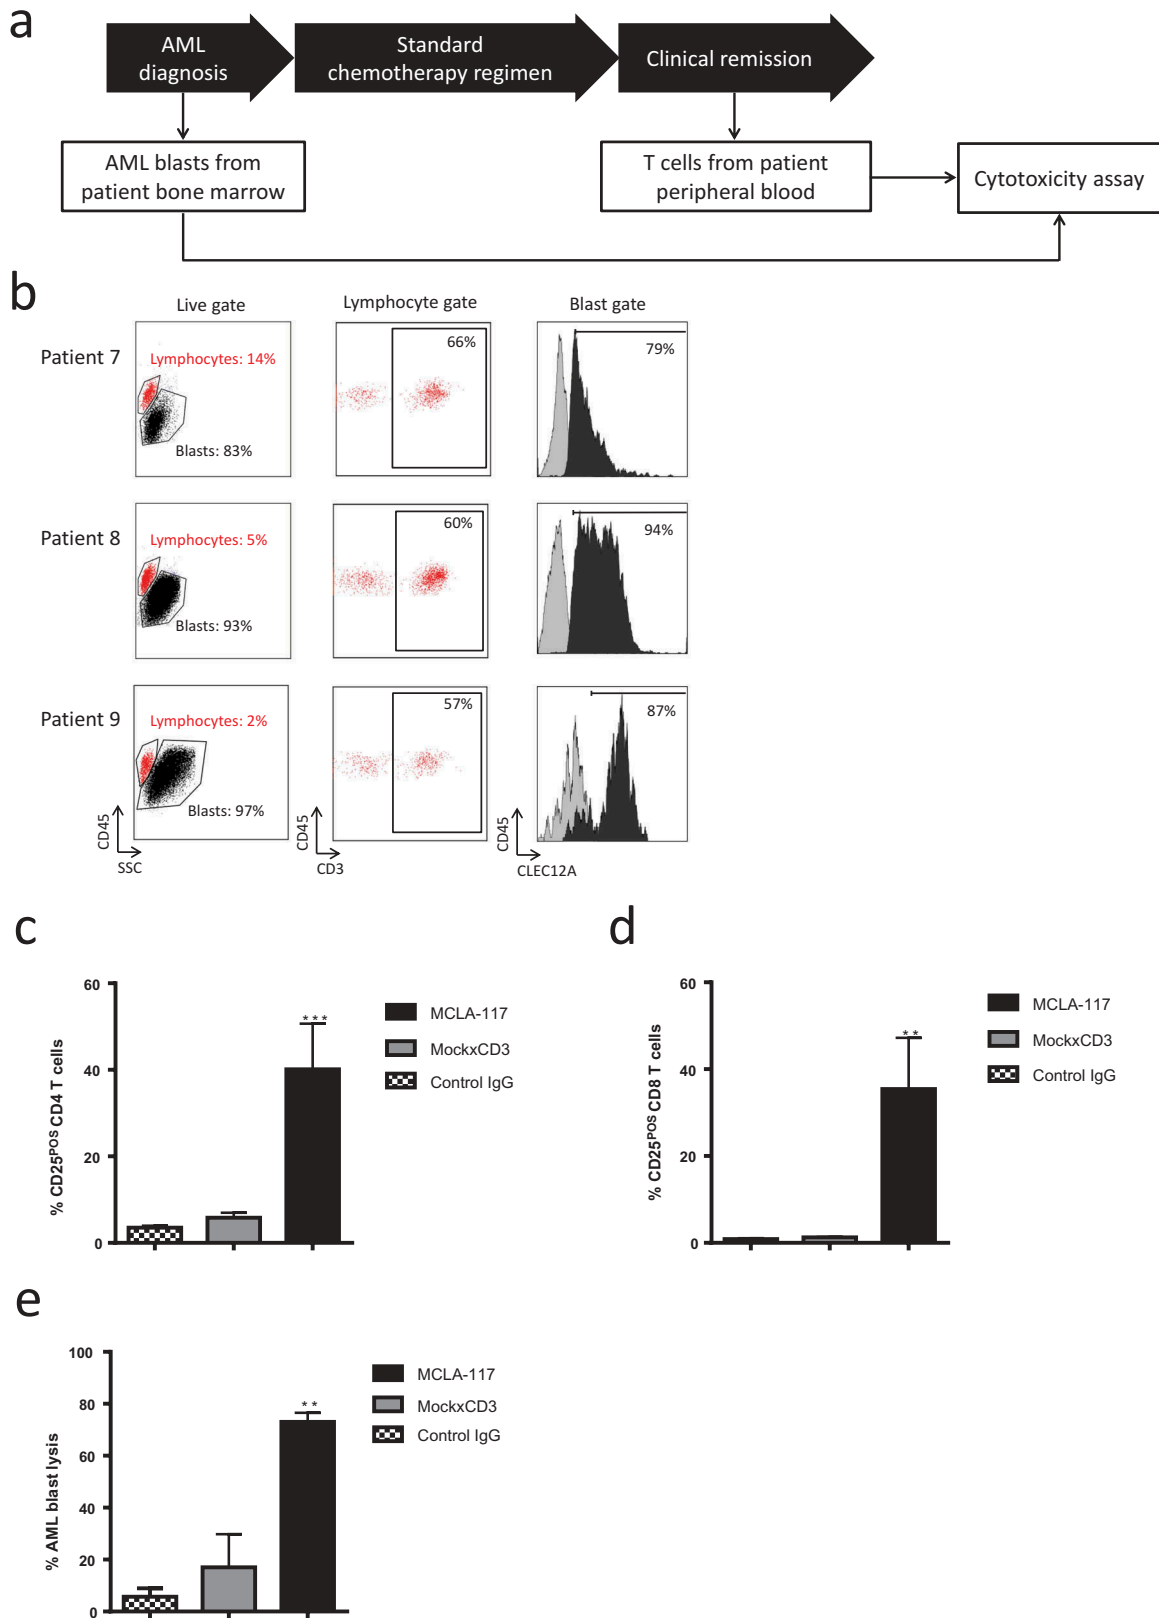 a
AML
diagnosis
Standard
chemotherapy regimen
Clinical remission
AML blasts from
patient bone marrow
T cells from patient
peripheral blood
Cytotoxicity assay
b
Live gate
Lymphocyte gate
Blast gate
Patient 7
Lymphocytes: 14%
Blasts: 83%
66%
79%
Patient 8
Lymphocytes: 5%
Blasts: 93%
60%
94%
Patient 9
Lymphocytes: 2%
Blasts: 97%
57%
87%
CD45
SSC
CD45
CD3
CD45
CLEC12A
c
% CD25POS CD4 T cells
60
40
20
0
***
MCLA-117
MockxCD3
Control IgG
d
% CD25POS CD8 T cells
60
40
20
0
**
MCLA-117
MockxCD3
Control IgG
e
% AML blast lysis
100
80
60
40
20
0
**
MCLA-117
MockxCD3
Control IgG